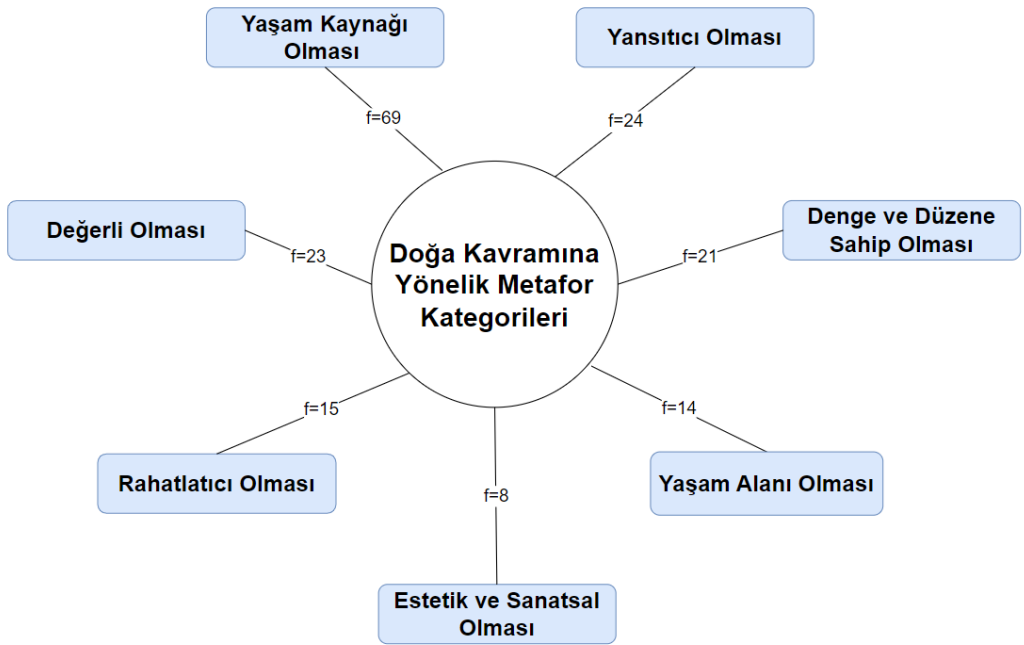 Yaşam Kaynağı
Olması
Yansıtıcı Olması
f=69
f=24
Değerli Olması
Denge ve Düzene
Sahip Olması
f=23
f=21
Doğa Kavramına
Yönelik Metafor
Kategorileri
f=15
f=14
Rahatlatıcı Olması
Yaşam Alanı Olması
f=8
Estetik ve Sanatsal
Olması